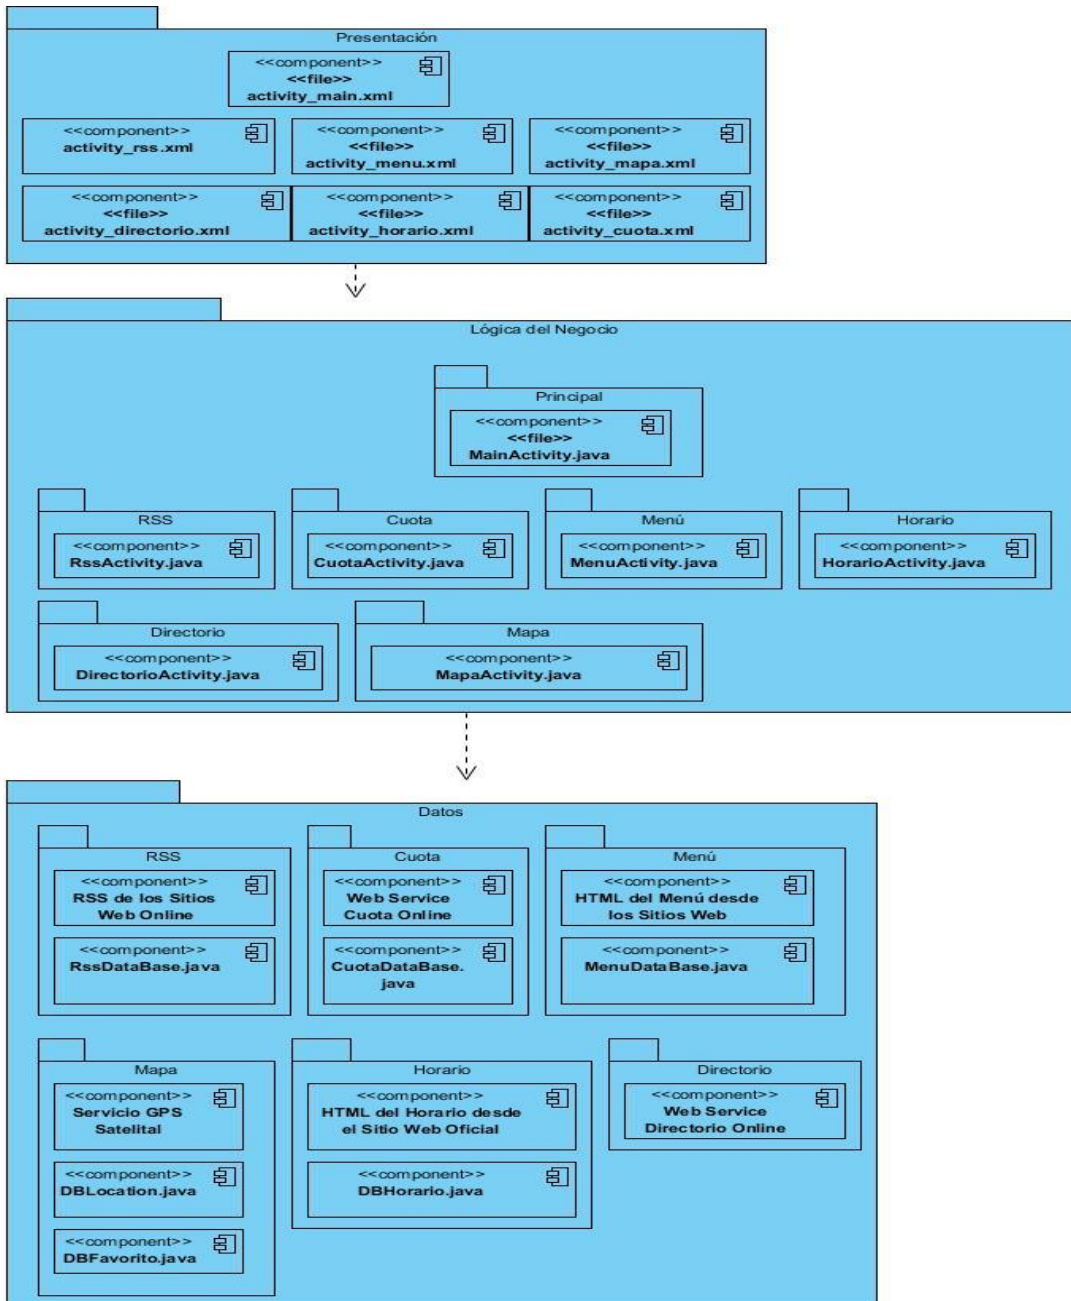 Presentación
<<component>>
<<file>>
activity_main.xml
<<component>>
activity_rss.xml
<<component>>
<<file>>
activity_menu.xml
<<component>>
<<file>>
activity_mapa.xml
<<component>>
<<file>>
activity_directorio.xml
<<component>>
<<file>>
activity_horario.xml
<<component>>
<<file>>
activity_cuota.xml
Lógica del Negocio
Principal
<<component>>
<<file>>
MainActivity.java
RSS
<<component>>
RssActivity.java
Cuota
<<component>>
CuotaActivity.java
Menú
<<component>>
MenuActivity.java
Horario
<<component>>
HorarioActivity.java
Directorio
<<component>>
DirectorioActivity.java
Mapa
<<component>>
MapaActivity.java
Datos
RSS
<<component>>
RSS de los Sitios
Web Online
<<component>>
RssDataBase.java
Cuota
<<component>>
Web Service
Cuota Online
<<component>>
CuotaDataBase.
java
Menú
<<component>>
HTML del Menú desde
los Sitios Web
<<component>>
MenuDataBase.java
Mapa
<<component>>
Servicio GPS
Satelital
<<component>>
DBLocation.java
<<component>>
DBFavorito.java
Horario
<<component>>
HTML del Horario desde
el Sitio Web Oficial
<<component>>
DBHorario.java
Directorio
<<component>>
Web Service
Directorio Online